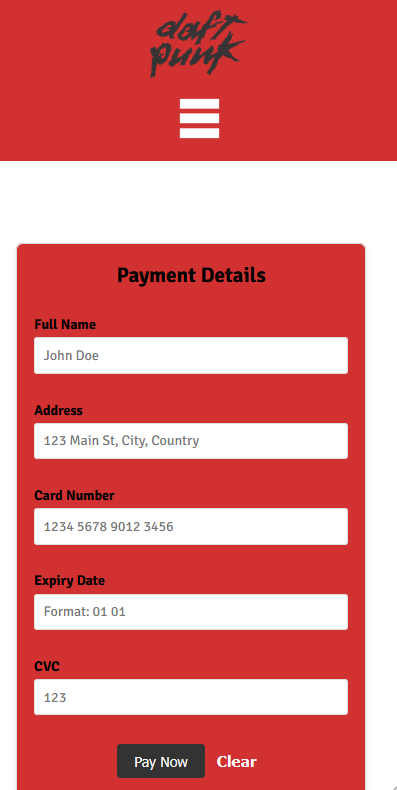 daft
punk
Payment Details
Full Name
John Doe
Address
123 Main St, City, Country
Card Number
1234 5678 9012 3456
Expiry Date
Format: 01 01
CVC
123
Pay Now Clear